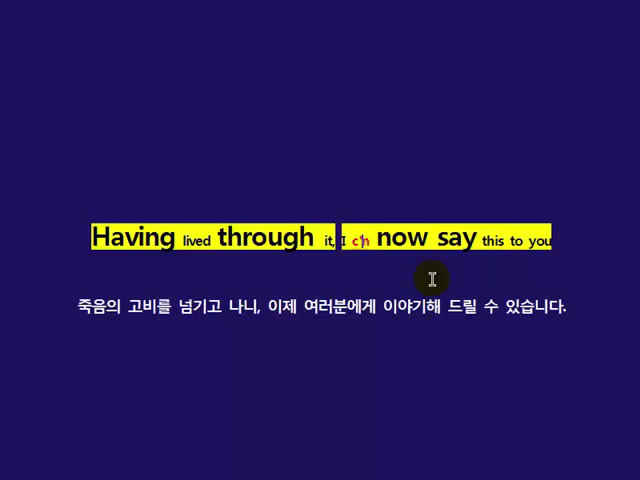 Having lived through it, I c'n now say this to you
죽음의 고비를 넘기고 나니, 이제 여러분에게 이야기해 드릴 수 있습니다.